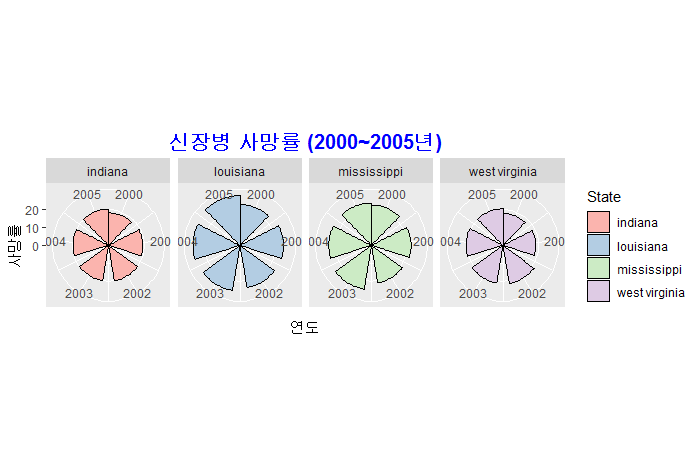 신장병 사망률 (2000~2005년)
indiana louisiana mississippi west virginia
2005 2000 2005 2000 2005 2000 2005 2000
20
10
0
004 200 004 200 004 200 004 200
2003 2002 2003 2002 2003 2002 2003 2002
사망률
연도
State
indiana
louisiana
mississippi
west virginia